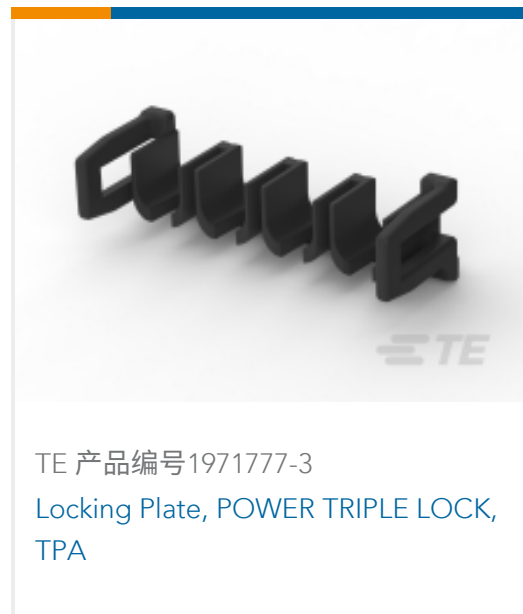 TE
TE 产品编号1971777-3
Locking Plate, POWER TRIPLE LOCK,
TPA